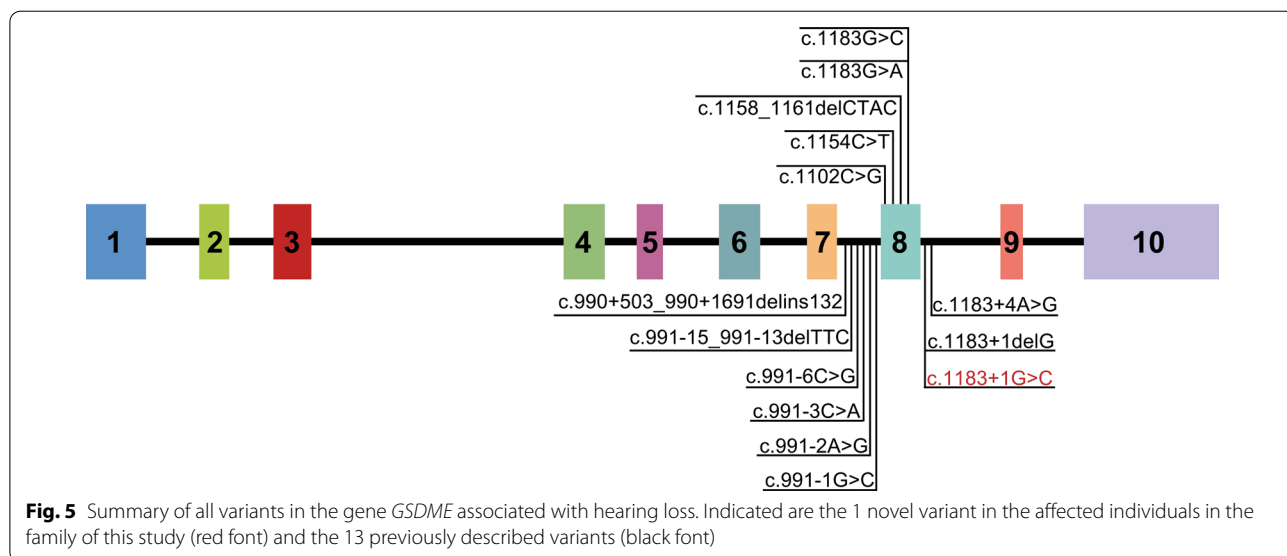 c.1183G>C
c.1183G>A
c.1158_1161delCTAC
c.1154C>T
c.1102C>G
1 2 3 4 5 6 7 8 9 10
c.990+503_990+1691delins132
c.991-15_991-13delTTC
c.991-6C>G
c.991-3C>A
c.991-2A>G
c.991-1G>C
c.1183+4A>G
c.1183+1delG
c.1183+1G>C
Fig. 5 Summary of all variants in the gene GSDME associated with hearing loss. Indicated are the 1 novel variant in the affected individuals in the
family of this study (red font) and the 13 previously described variants (black font)